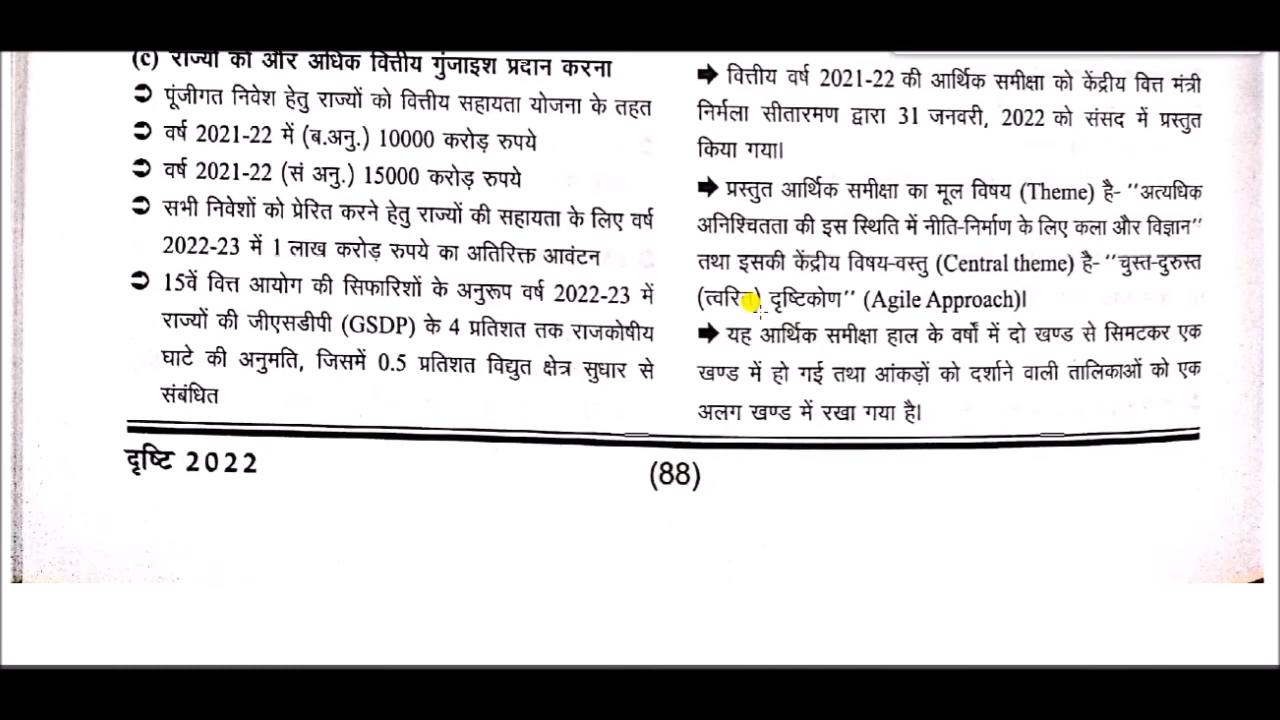 (c) राज्यों को और अधिक वित्तीय गुंजाइश प्रदान करना
➲ पूंजीगत निवेश हेतु राज्यों को वित्तीय सहायता योजना के तहत
➲ वर्ष 2021-22 में (ब.अनु.) 10000 करोड़ रुपये
➲ वर्ष 2021-22 (सं अनु.) 15000 करोड़ रुपये
➲ सभी निवेशों को प्रेरित करने हेतु राज्यों की सहायता के लिए वर्ष
2022-23 में 1 लाख करोड़ रुपये का अतिरिक्त आवंटन
➲ 15वें वित्त आयोग की सिफारिशों के अनुरूप वर्ष 2022-23 में
राज्यों की जीएसडीपी (GSDP) के 4 प्रतिशत तक राजकोषीय
घाटे की अनुमति, जिसमें 0.5 प्रतिशत विद्युत क्षेत्र सुधार से
संबंधित
➡ वित्तीय वर्ष 2021-22 की आर्थिक समीक्षा को केंद्रीय वित्त मंत्री
निर्मला सीतारमण द्वारा 31 जनवरी, 2022 को संसद में प्रस्तुत
किया गया।
➡ प्रस्तुत आर्थिक समीक्षा का मूल विषय (Theme) है- "अत्यधिक
अनिश्चितता की इस स्थिति में नीति-निर्माण के लिए कला और विज्ञान"
तथा इसकी केंद्रीय विषय-वस्तु (Central theme) है- "चुस्त-दुरुस्त
(त्वरित) दृष्टिकोण" (Agile Approach)।
➡ यह आर्थिक समीक्षा हाल के वर्षों में दो खण्ड से सिमटकर एक
खण्ड में हो गई तथा आंकड़ों को दर्शाने वाली तालिकाओं को एक
अलग खण्ड में रखा गया है।
दृष्टि 2022
(88)